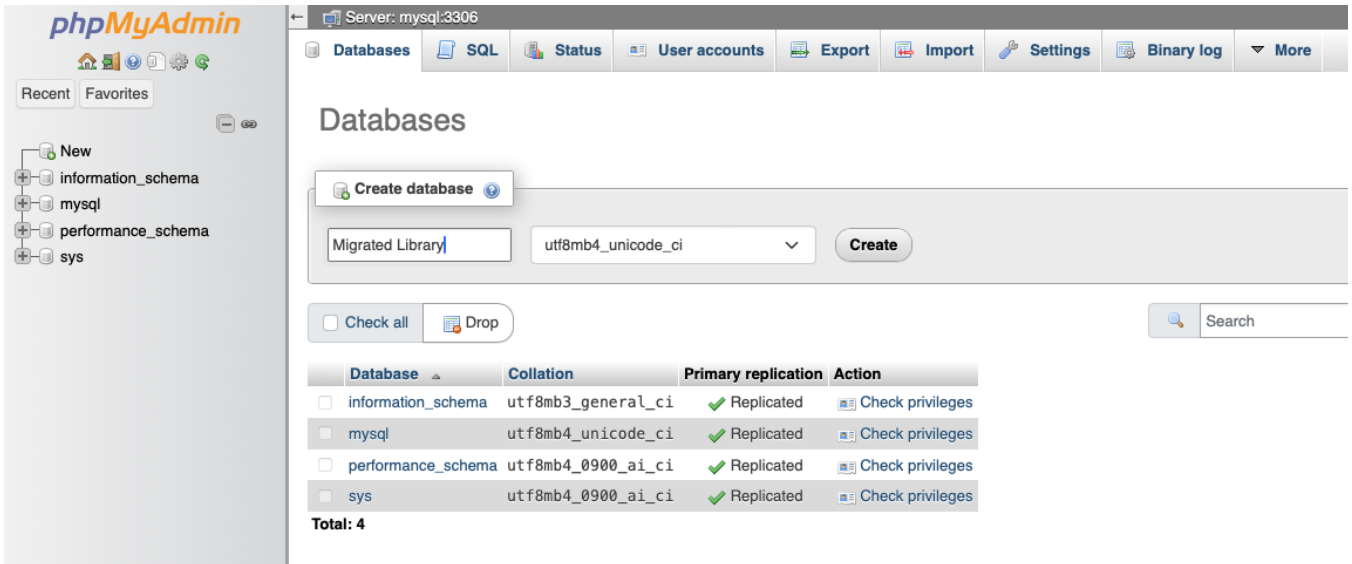 phpMyAdmin
Recent Favorites
New
information_schema
mysql
performance_schema
sys
Server: mysql:3306
Databases SQL Status User accounts Export Import Settings Binary log More
Databases
Create database
Migrated Library utf8mb4_unicode_ci Create
Check all Drop Search
Database Collation Primary replication Action
information_schema utf8mb3_general_ci Replicated Check privileges
mysql utf8mb4_unicode_ci Replicated Check privileges
performance_schema utf8mb4_0900_ai_ci Replicated Check privileges
sys utf8mb4_0900_ai_ci Replicated Check privileges
Total: 4